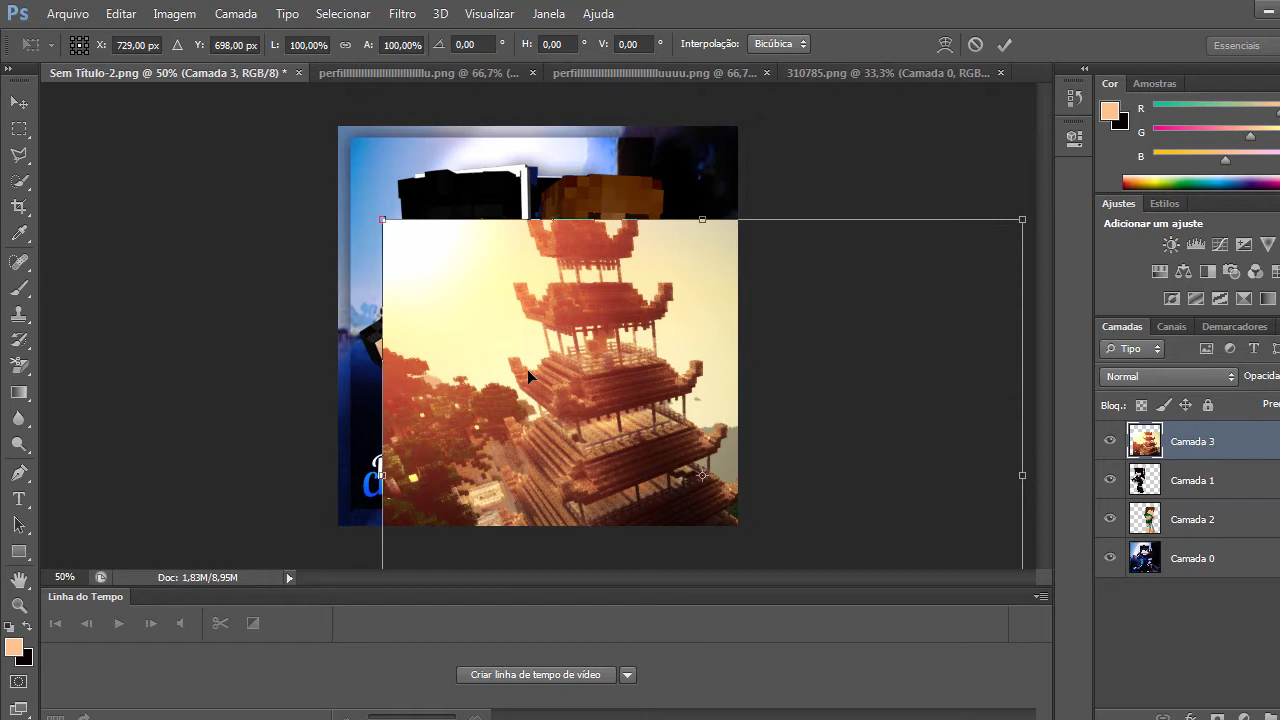 Ps Arquivo Editar Imagem Camada Tipo Selecionar Filtro 3D Visualizar Janela Ajuda
X: 729,00 px Y: 698,00 px L: 100,00% A: 100,00% 0,00 ° H: 0,00 ° V: 0,00 ° Interpolação: Bicúbica Essenciais
Sem Título-2.png @ 50% (Camada 3, RGB/8) * × 310785.png @ 33,3% (Camada 0, RGB... ×
Cor Amostras
R
G
B
Ajustes Estilos
Adicionar um ajuste
Camadas Canais Demarcadores
Tipo
Normal Opacida
Bloq.: Pree
Camada 3
Camada 1
Camada 2
Camada 0
50% Doc: 1,83M/8,95M
Linha do Tempo
Criar linha de tempo de vídeo